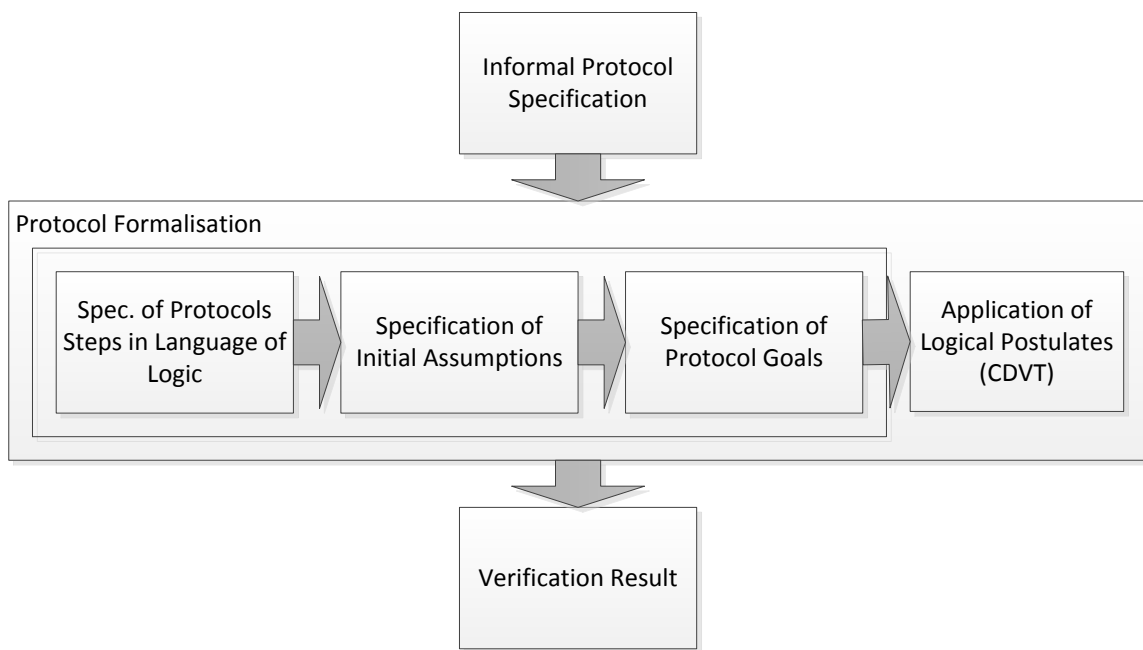 Informal Protocol
Specification
Protocol Formalisation
Spec. of Protocols
Steps in Language of
Logic
Specification of
Initial Assumptions
Specification of
Protocol Goals
Application of
Logical Postulates
(CDVT)
Verification Result